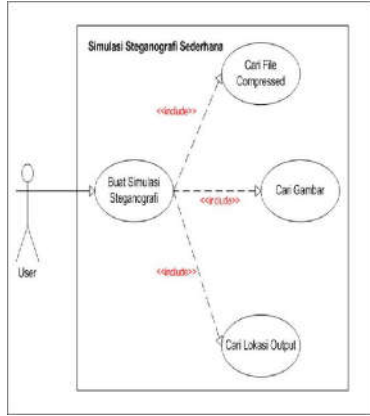 Simulasi Steganografi Sederhana
Cari File
Compressed
<<include>>
Buat Simulasi
Steganografi
<<include>>
Cari Gambar
User
<<include>>
Cari Lokasi Output